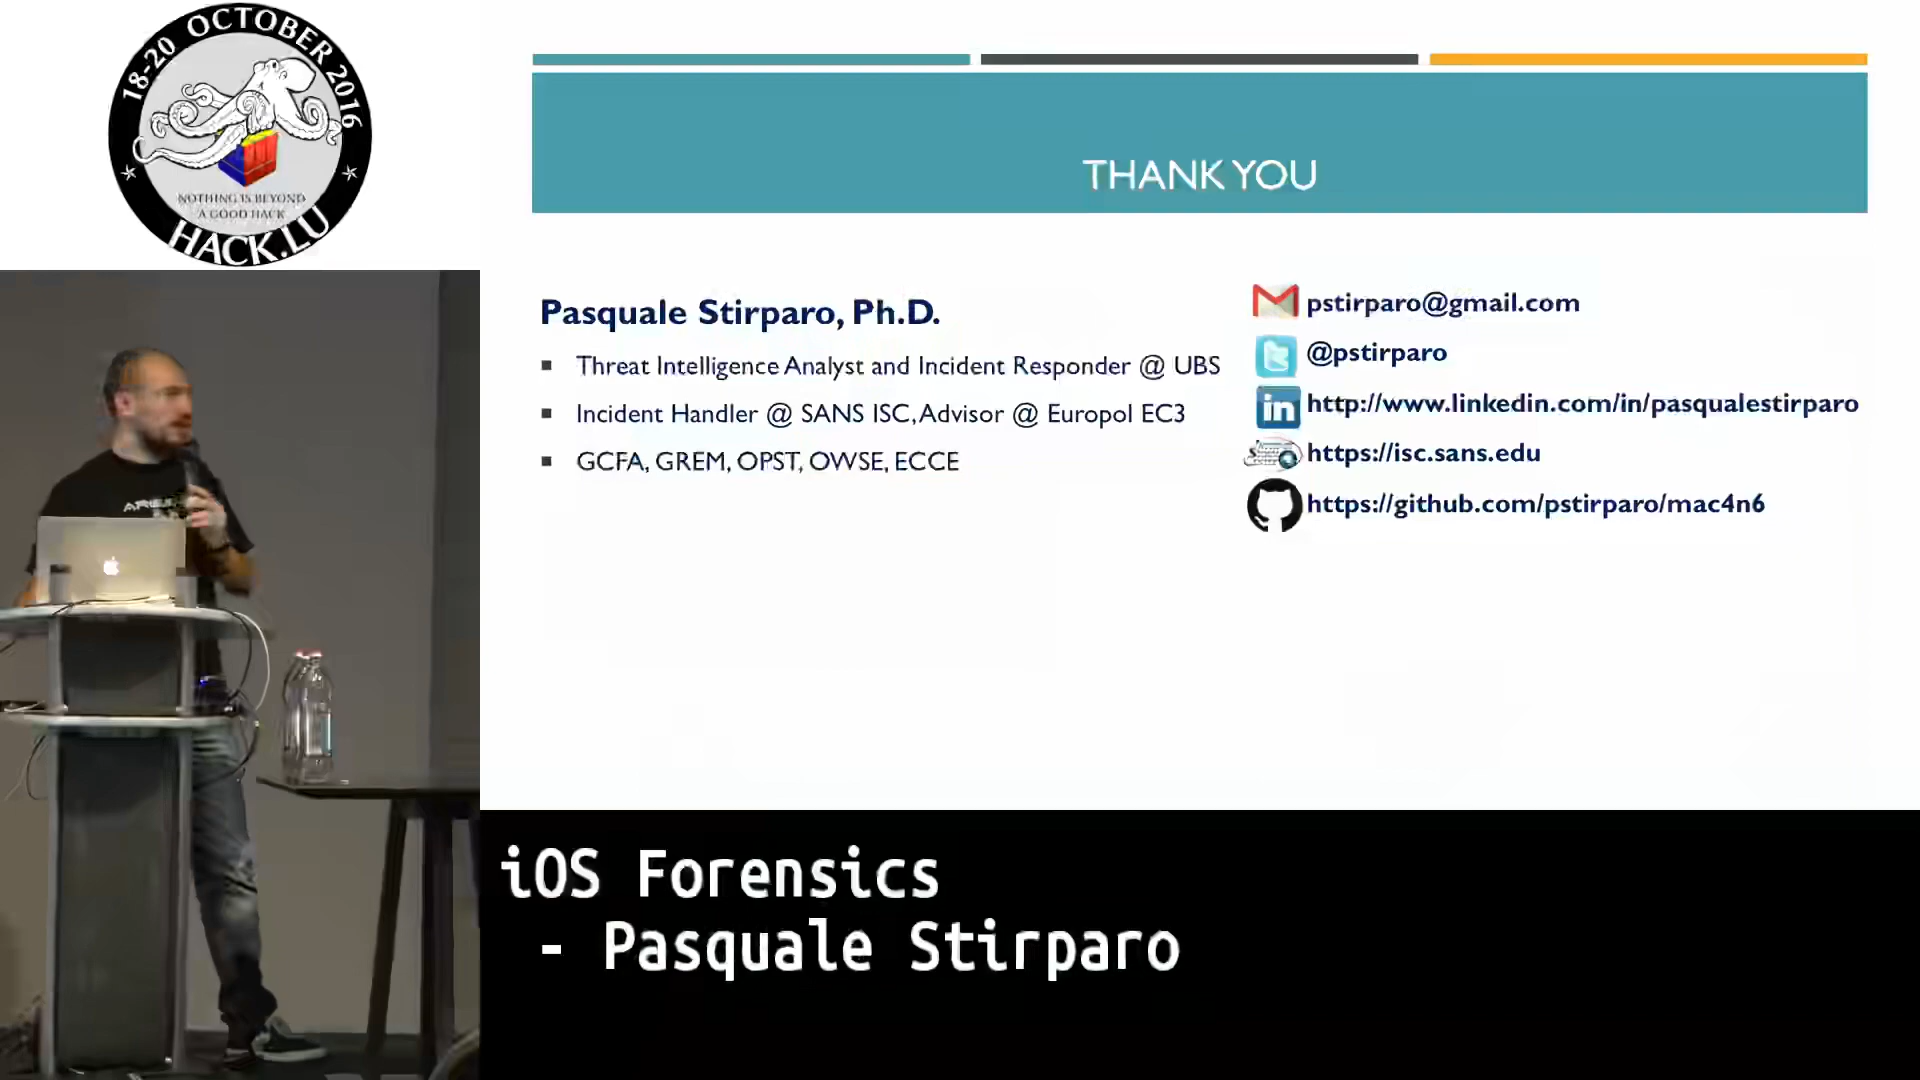 18-20 OCTOBER 2016
NOTHING IS BEYOND
A GOOD HACK
HACK.LU
THANK YOU
Pasquale Stirparo, Ph.D.
Threat Intelligence Analyst and Incident Responder @ UBS
Incident Handler @ SANS ISC, Advisor @ Europol EC3
GCFA, GREM, OPST, OWSE, ECCE
pstirparo@gmail.com
@pstirparo
http://www.linkedin.com/in/pasqualestirparo
https://isc.sans.edu
https://github.com/pstirparo/mac4n6
iOS Forensics
- Pasquale Stirparo